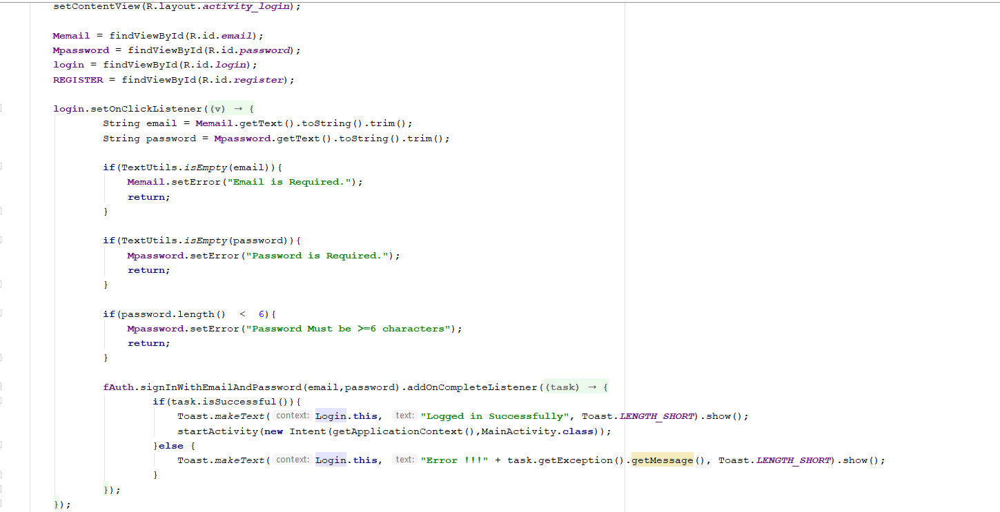 setContentView(R.layout.activity_login);
Memail = findViewById(R.id.email);
Mpassword = findViewById(R.id.password);
login = findViewById(R.id.login);
REGISTER = findViewById(R.id.register);
login.setOnClickListener((v) → {
String email = Memail.getText().toString().trim();
String password = Mpassword.getText().toString().trim();
if(TextUtils.isEmpty(email)){
Memail.setError("Email is Required.");
return;
}
if(TextUtils.isEmpty(password)){
Mpassword.setError("Password is Required.");
return;
}
if(password.length() < 6){
Mpassword.setError("Password Must be >=6 characters");
return;
}
fAuth.signInWithEmailAndPassword(email,password).addOnCompleteListener((task) → {
if(task.isSuccessful()){
Toast.makeText( context: Login.this, text: "Logged in Successfully", Toast.LENGTH_SHORT).show();
startActivity(new Intent(getApplicationContext(),MainActivity.class));
}else {
Toast.makeText( context: Login.this, text: "Error !!!" + task.getException().getMessage(), Toast.LENGTH_SHORT).show();
}
});
});